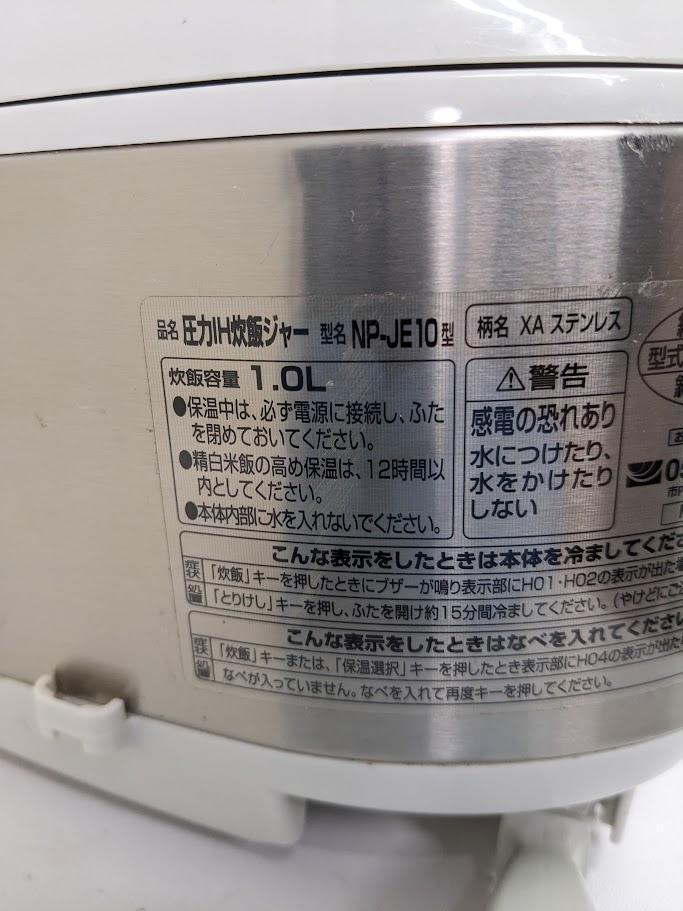 品名 圧力IH炊飯ジャー 型名 NP-JE10型
柄名 XA ステンレス
炊飯容量 1.0L
●保温中は、必ず電源に接続し、ふた
を閉めておいてください。
●精白米飯の高め保温は、12時間以
内としてください。
●本体内部に水を入れないでください。
⚠警告
感電の恐れあり
水につけたり、
水をかけたり
しない
型式
こんな表示をしたときは本体を冷ましてくださ
症状 「炊飯」キーを押したときにブザーが鳴り表示部にH01・H02の表示が出た
処置 「とりけし」キーを押し、ふたを開け約15分間冷ましてください。(やけどにご
こんな表示をしたときはなべを入れてください
症状 「炊飯」キーまたは、「保温選択」キーを押したとき表示部にH04の表示が出た
処置 なべが入っていません。なべを入れて再度キーを押してください。